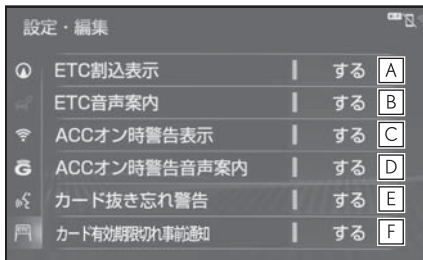 設定・編集
ETC割込表示 する A
ETC音声案内 する B
ACCオン時警告表示 する C
ACCオン時警告音声案内 する D
カード抜き忘れ警告 する E
カード有効期限切れ事前通知 する F